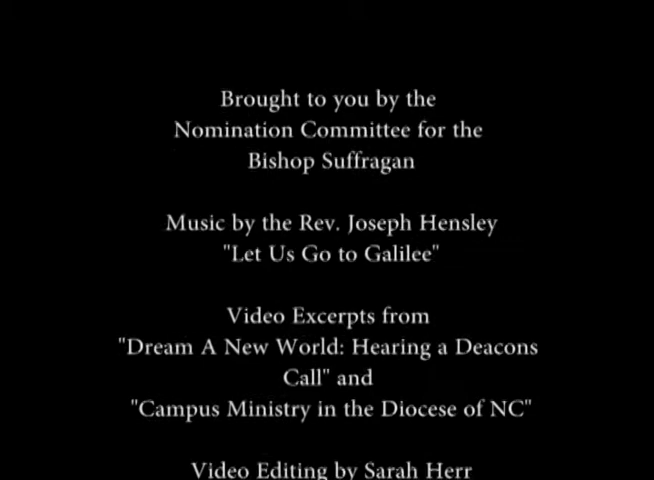 Brought to you by the
Nomination Committee for the
Bishop Suffragan
Music by the Rev. Joseph Hensley
"Let Us Go to Galilee"
Video Excerpts from
"Dream A New World: Hearing a Deacons
Call" and
"Campus Ministry in the Diocese of NC"
Video Editing by Sarah Herr